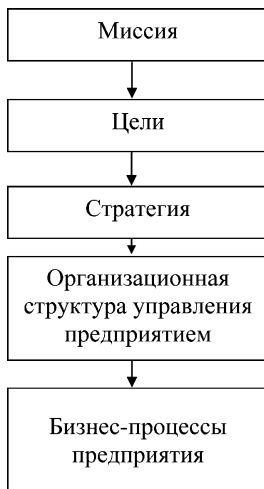 Миссия
Цели
Стратегия
Организационная
структура управления
предприятием
Бизнес-процессы
предприятия